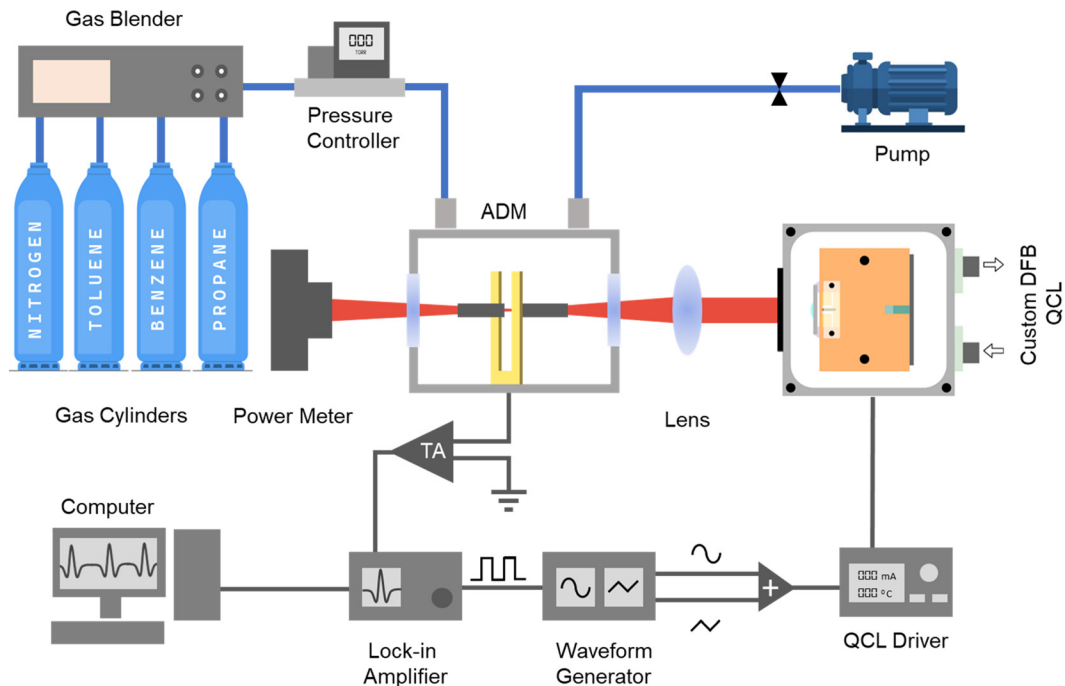 Gas Blender
000
TORR
Pressure
Controller
Pump
NITROGEN
TOLUENE
BENZENE
PROPANE
ADM
Custom DFB
QCL
Gas Cylinders
Power Meter
Lens
TA
Computer
000 mA
000 ºC
+
Lock-in
Amplifier
Waveform
Generator
QCL Driver